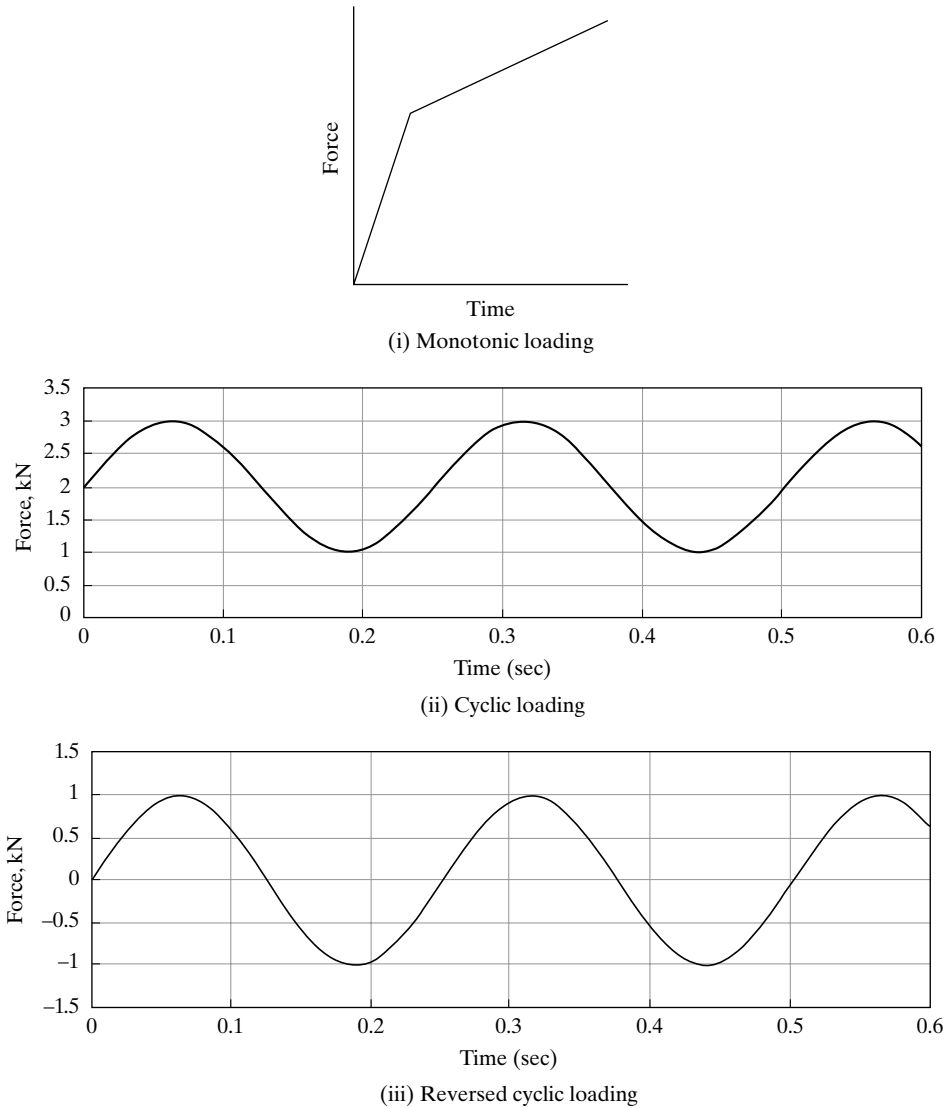 Force
Time
(i) Monotonic loading
3.5
3
2.5
2
1.5
1
0.5
0
Force, kN
0 0.1 0.2 0.3 0.4 0.5 0.6
Time (sec)
(ii) Cyclic loading
1.5
1
0.5
0
–0.5
–1
–1.5
Force, kN
0 0.1 0.2 0.3 0.4 0.5 0.6
Time (sec)
(iii) Reversed cyclic loading